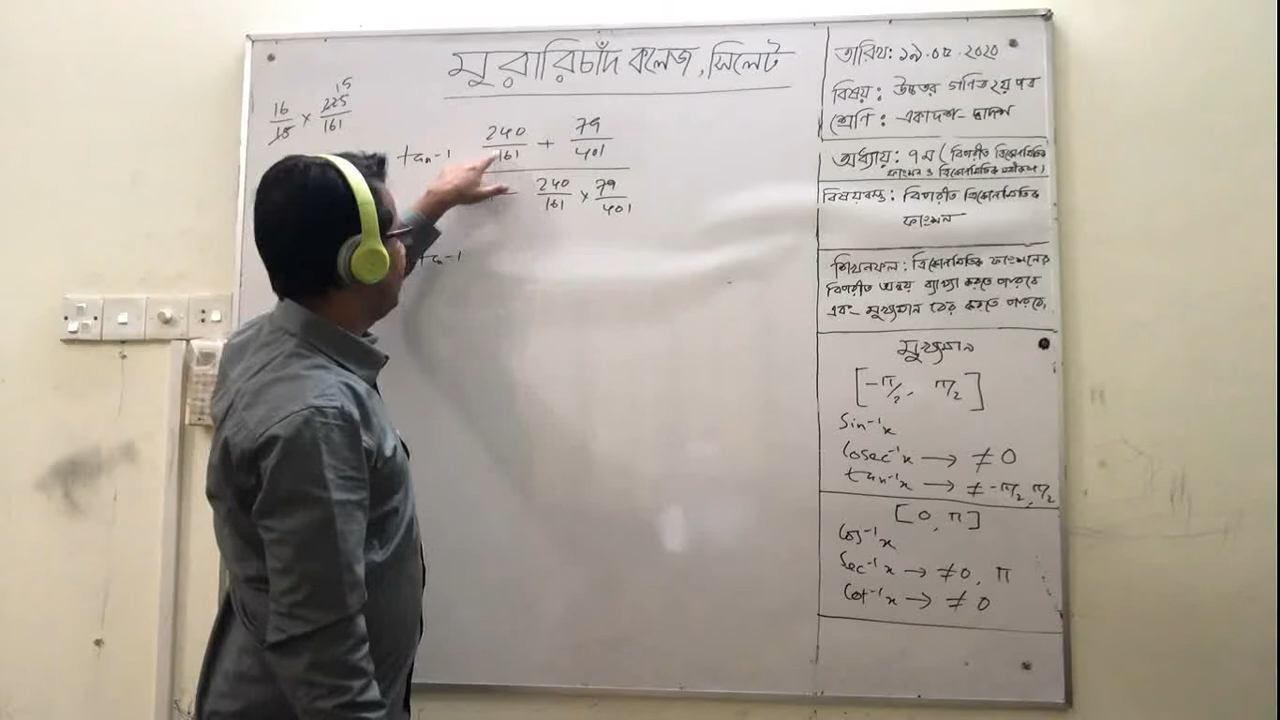 মুরারিচাঁদ কলেজ, সিলেট
16/15 × 225/161
15
tan-1
240/161 + 79/401
- 240/161 × 79/401
tan-1
তারিখ: ১৯.০৫.২০২০
বিষয়: উচ্চতর গণিত ২য় পত্র
শ্রেণি: একাদশ-দ্বাদশ
অধ্যায়: ৭ম (বিপরীত ত্রিকোণমিতিক
ফাংশন ও ত্রিকোণমিতিক সমীকরণ)
বিষয়বস্তু: বিপরীত ত্রিকোণমিতিক
ফাংশন
শিখনফল: ত্রিকোণমিতিক ফাংশনের
বিপরীত অন্বয় ব্যাখ্যা করতে পারবে
এবং মুখ্যমান বের করতে পারবে,
মুখ্যমান
[-π/2, π/2]
Sin⁻¹x
Cosec⁻¹x → ≠ 0
tan⁻¹x → ≠ -π/2, π/2
[0, π]
Cos⁻¹x
Sec⁻¹x → ≠ 0, π
Cot⁻¹x → ≠ 0